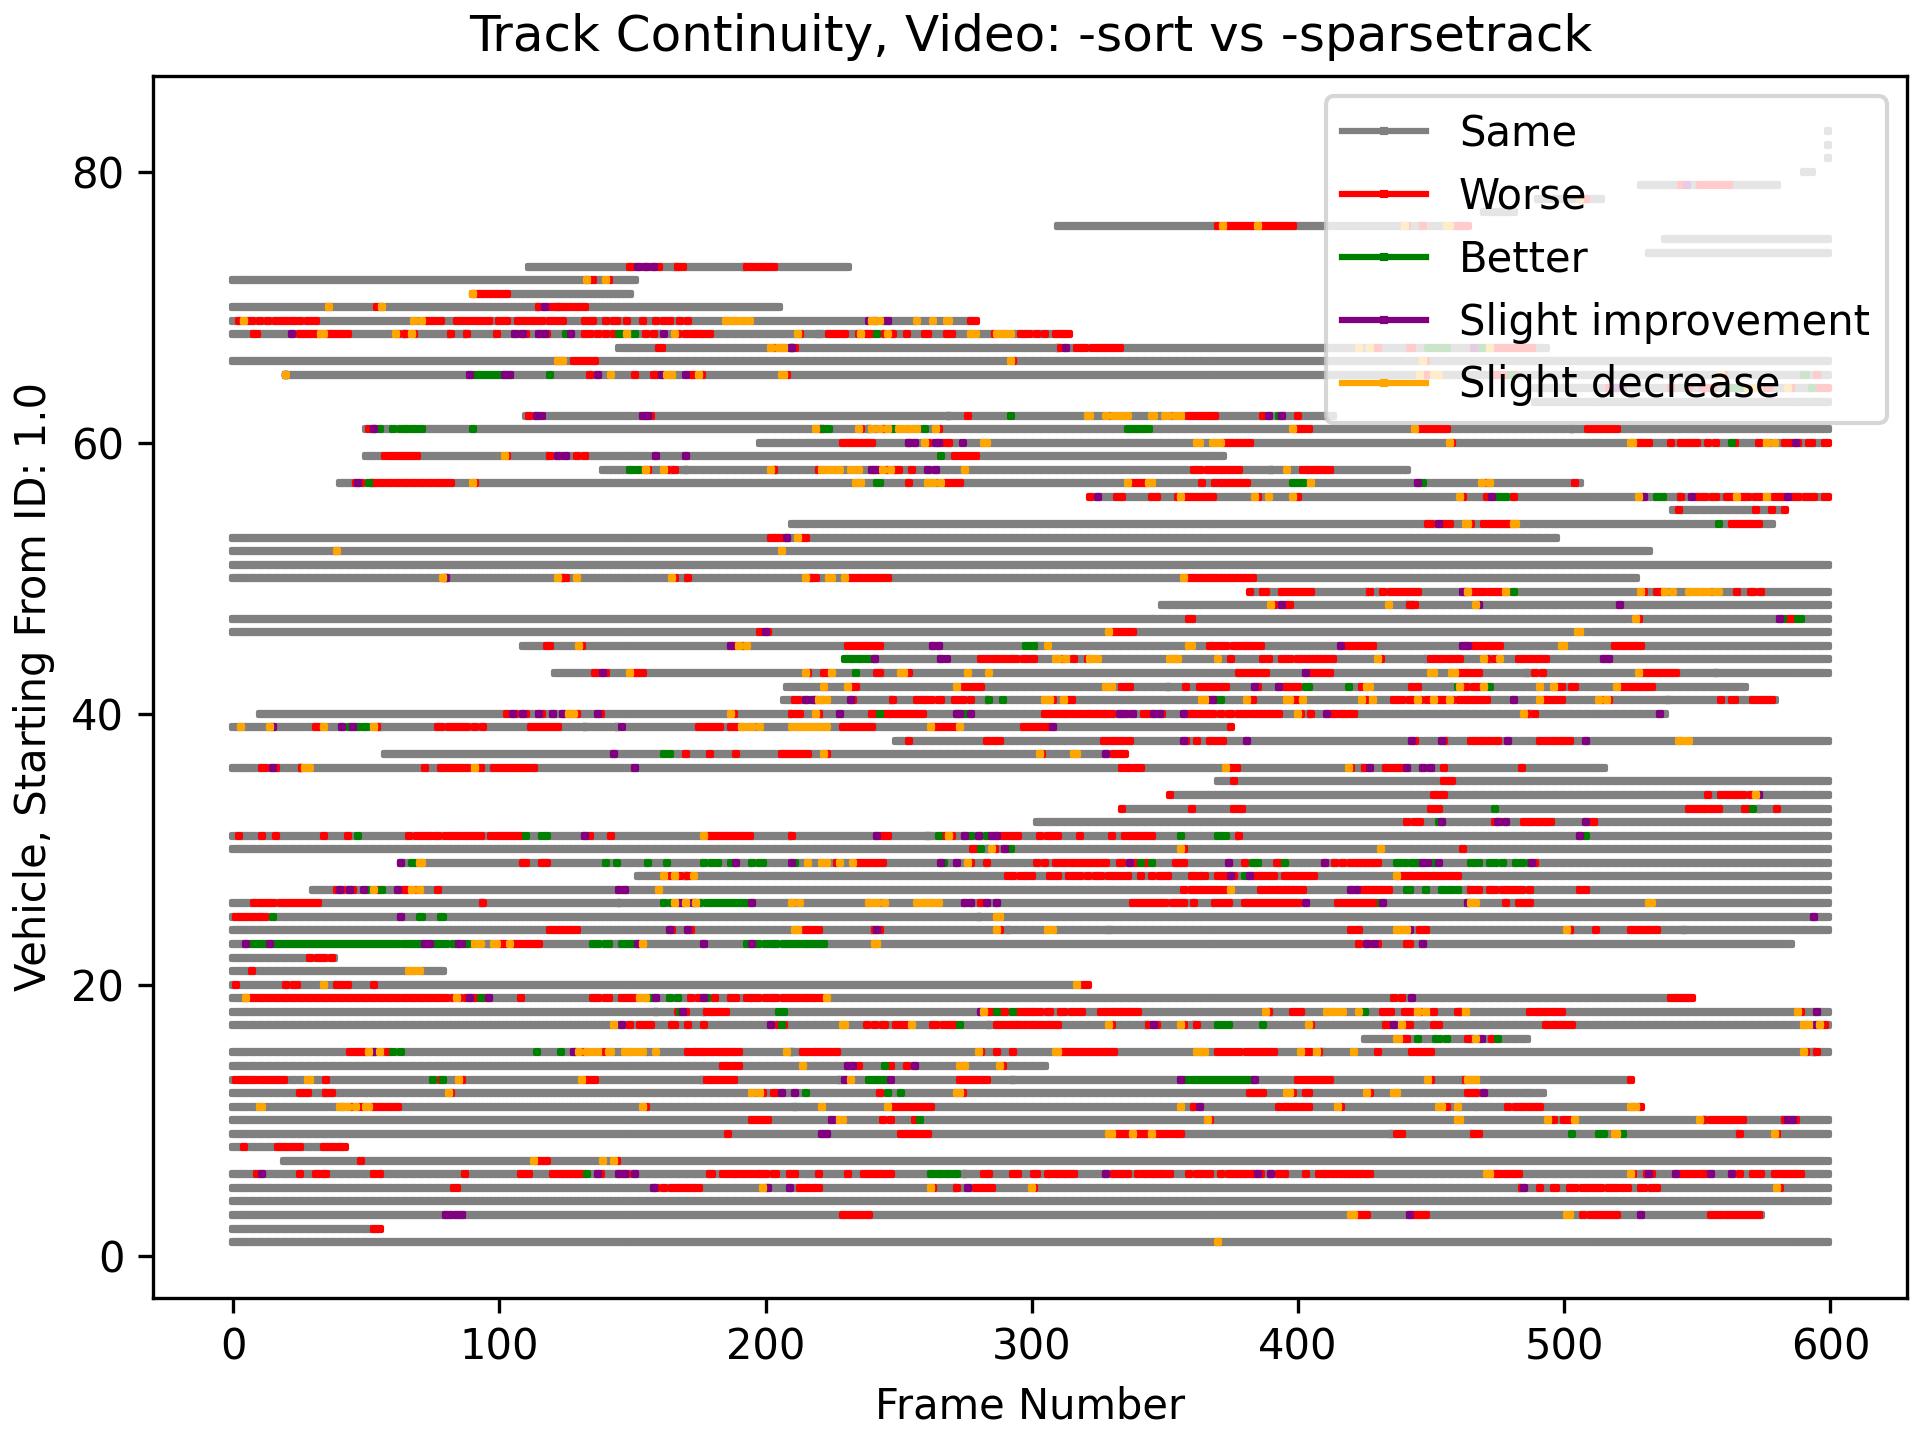 Track Continuity, Video: -sort vs -sparsetrack
Same
Worse
Better
Slight improvement
Slight decrease
Vehicle, Starting From ID: 1.0
80
60
40
20
0
0 100 200 300 400 500 600
Frame Number